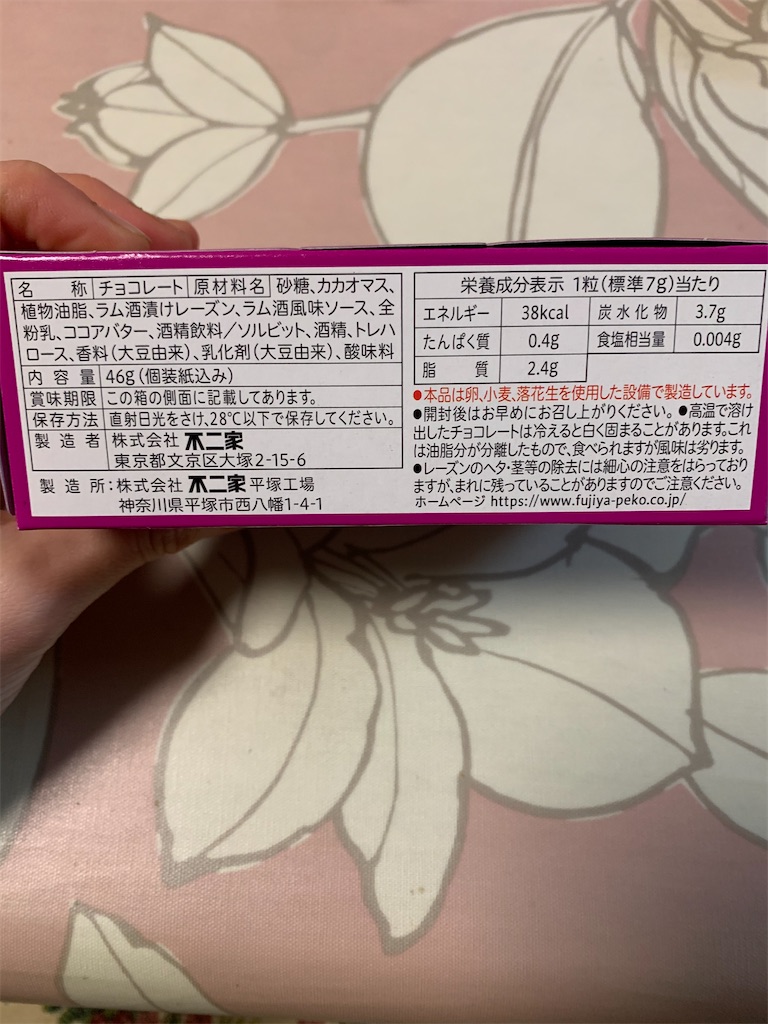 名 称 チョコレート 原材料名 砂糖、カカオマス、
植物油脂、ラム酒漬けレーズン、ラム酒風味ソース、全
粉乳、ココアバター、酒精飲料／ソルビット、酒精、トレハ
ロース、香料(大豆由来)、乳化剤(大豆由来)、酸味料
内容量 46g(個装紙込み)
賞味期限 この箱の側面に記載してあります。
保存方法 直射日光をさけ、28℃以下で保存してください。
製造者 株式会社 不二家
東京都文京区大塚2-15-6
製造所:株式会社 不二家 平塚工場
神奈川県平塚市西八幡1-4-1
栄養成分表示 1粒(標準7g)当たり
エネルギー 38kcal 炭水化物 3.7g
たんぱく質 0.4g 食塩相当量 0.004g
脂質 2.4g
●本品は卵、小麦、落花生を使用した設備で製造しています。
●開封後はお早めにお召し上がりください。●高温で溶け
出したチョコレートは冷えると白く固まることがあります。これ
は油脂分が分離したもので、食べられますが風味は劣ります。
●レーズンのヘタ・茎等の除去には細心の注意をはらっており
ますが、まれに残っていることがありますのでご注意ください。
ホームページ https://www.fujiya-peko.co.jp/